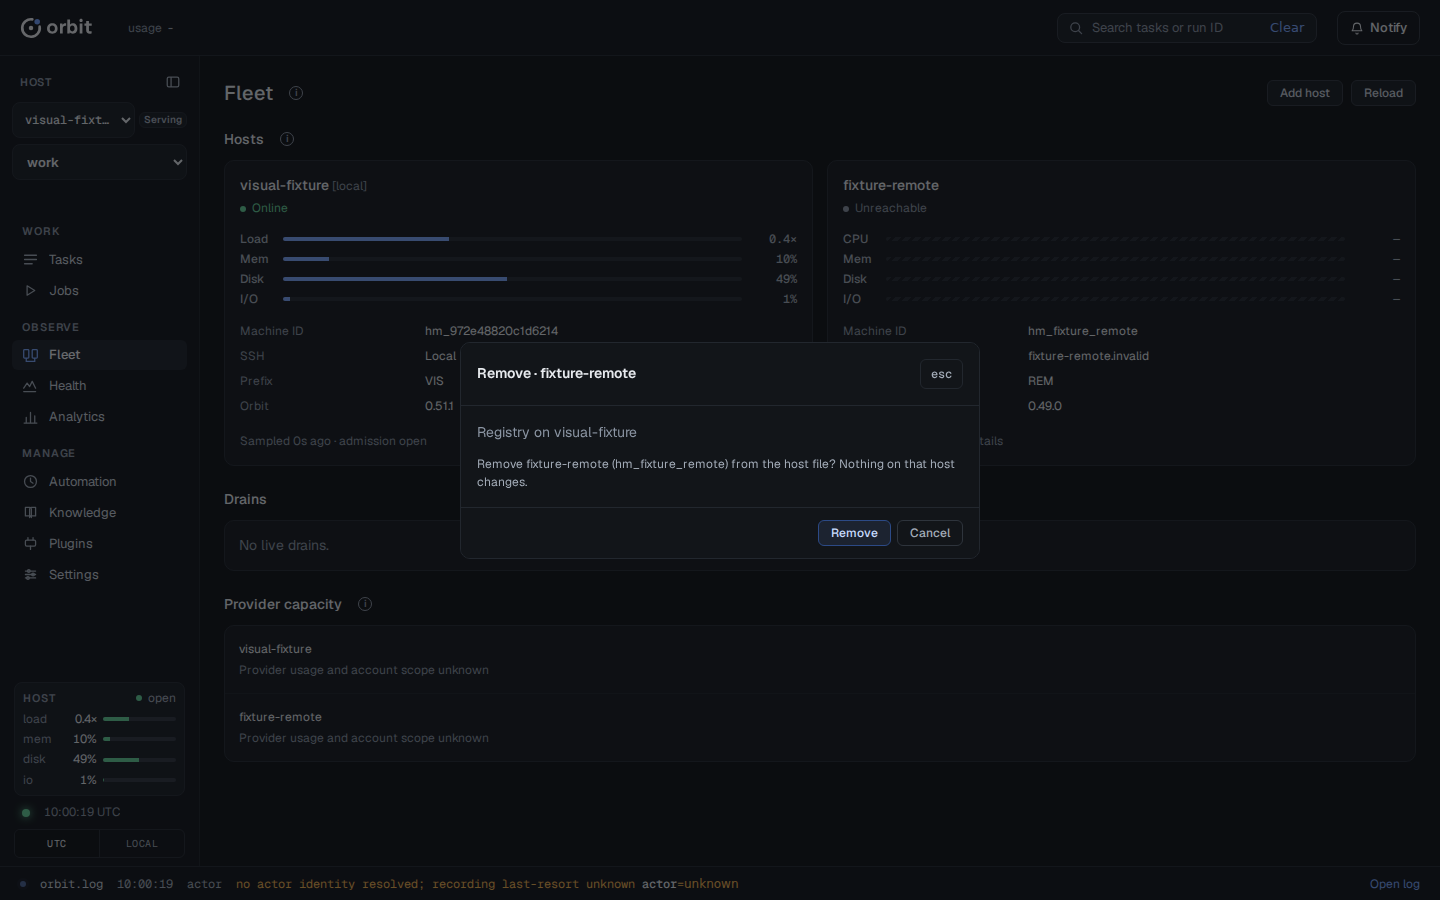 orbit
usage -
Search tasks or run ID
Clear
Notify
HOST
visual-fixt...
Serving
work
WORK
Tasks
Jobs
OBSERVE
Fleet
Health
Analytics
MANAGE
Automation
Knowledge
Plugins
Settings
HOST
open
load 0.4×
mem 10%
disk 49%
io 1%
10:00:19 UTC
UTC
LOCAL
Fleet
Add host
Reload
Hosts
visual-fixture [local]
Online
Load 0.4×
Mem 10%
Disk 49%
I/O 1%
Machine ID hm_972e48820c1d6214
SSH Local
Prefix VIS
Orbit 0.51.1
Sampled 0s ago · admission open
fixture-remote
Unreachable
CPU –
Mem –
Disk –
I/O –
Machine ID hm_fixture_remote
fixture-remote.invalid
REM
0.49.0
tails
Remove · fixture-remote
esc
Registry on visual-fixture
Remove fixture-remote (hm_fixture_remote) from the host file? Nothing on that host
changes.
Remove
Cancel
Drains
No live drains.
Provider capacity
visual-fixture
Provider usage and account scope unknown
fixture-remote
Provider usage and account scope unknown
orbit.log 10:00:19 actor no actor identity resolved; recording last-resort unknown actor=unknown
Open log